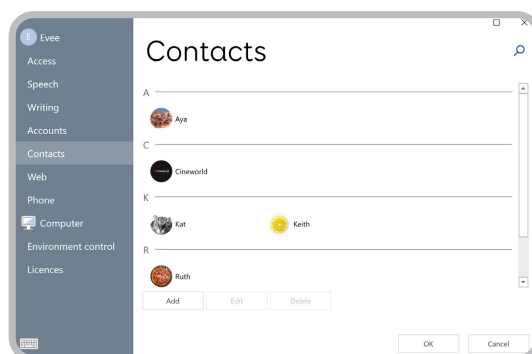 E Evee
Access
Speech
Writing
Accounts
Contacts
Web
Phone
Computer
Environment control
Licences
Contacts
A
Aya
C
Cineworld
K
Kat Keith
R
Ruth
Add Edit Delete
OK Cancel